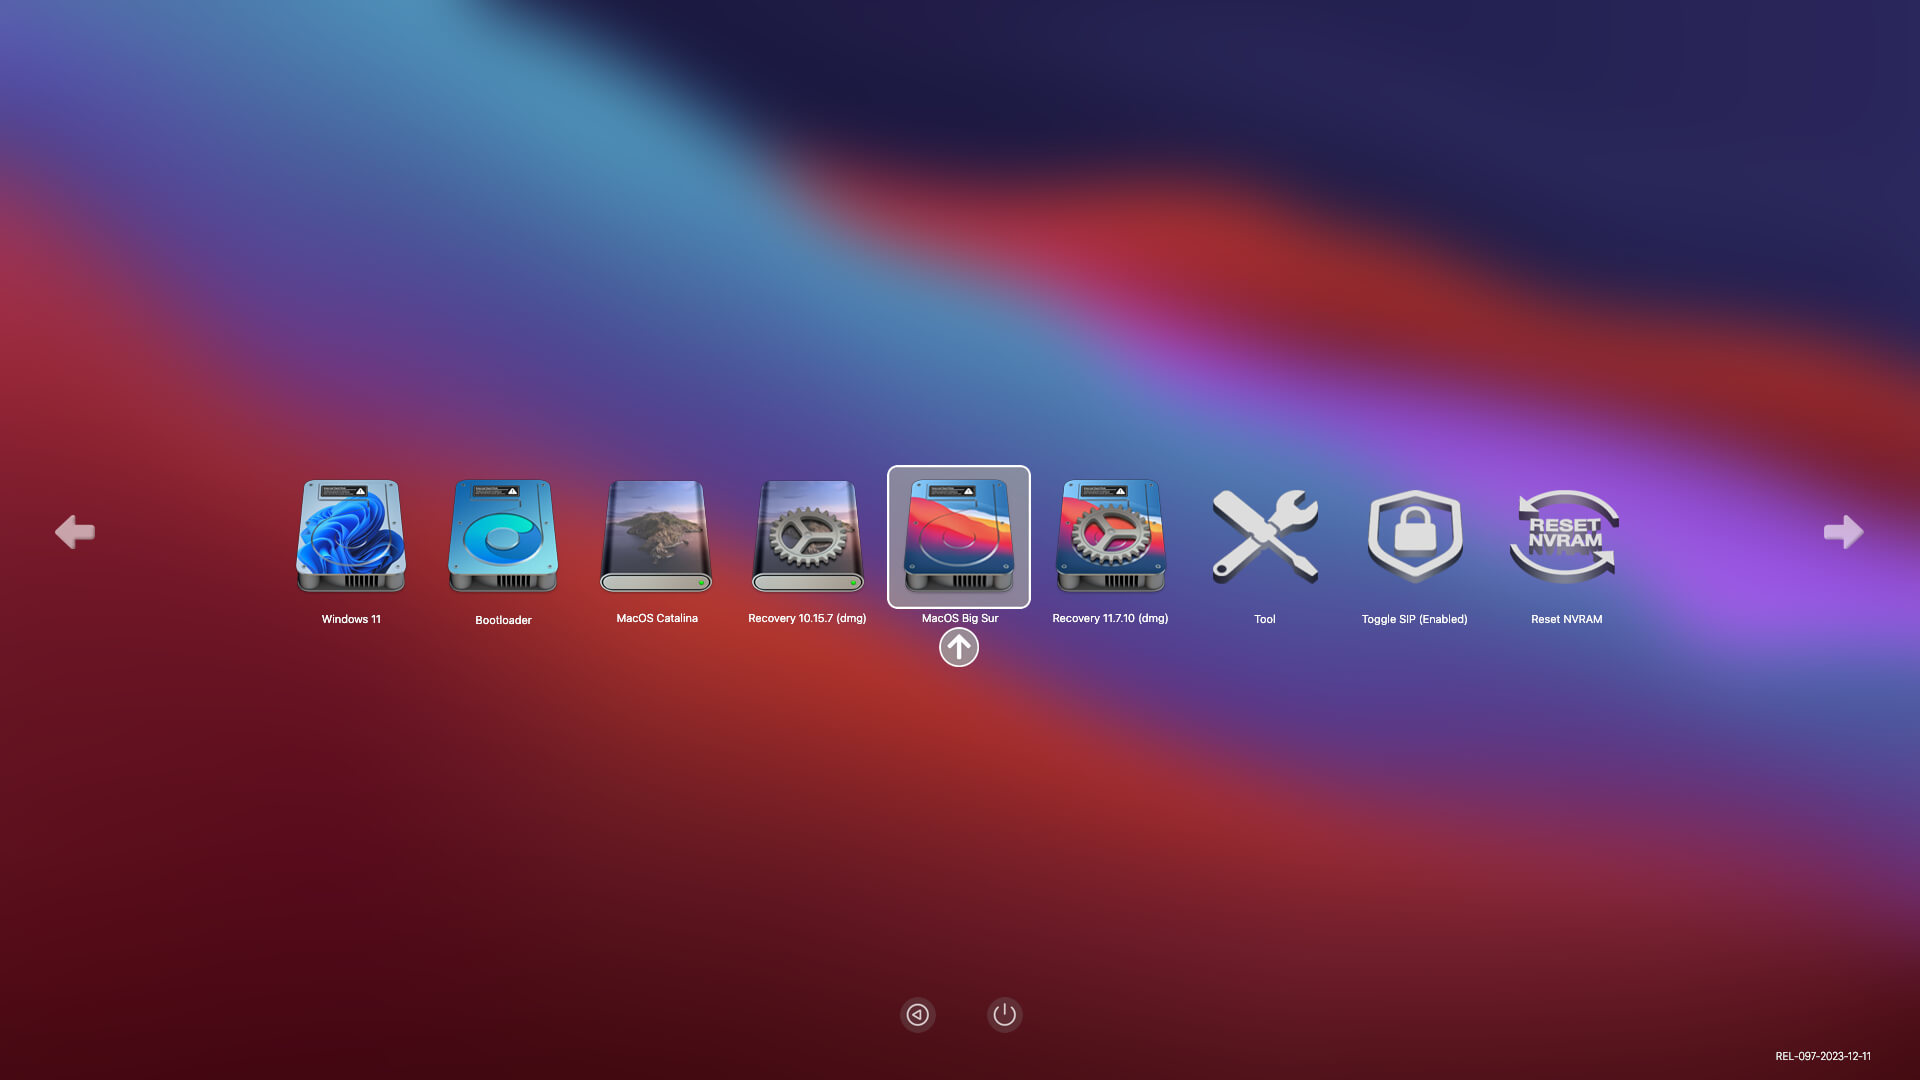 Windows 11
Bootloader
MacOS Catalina
Recovery 10.15.7 (dmg)
MacOS Big Sur
Recovery 11.7.10 (dmg)
Tool
Toggle SIP (Enabled)
RESET
NVRAM
Reset NVRAM
REL-097-2023-12-11